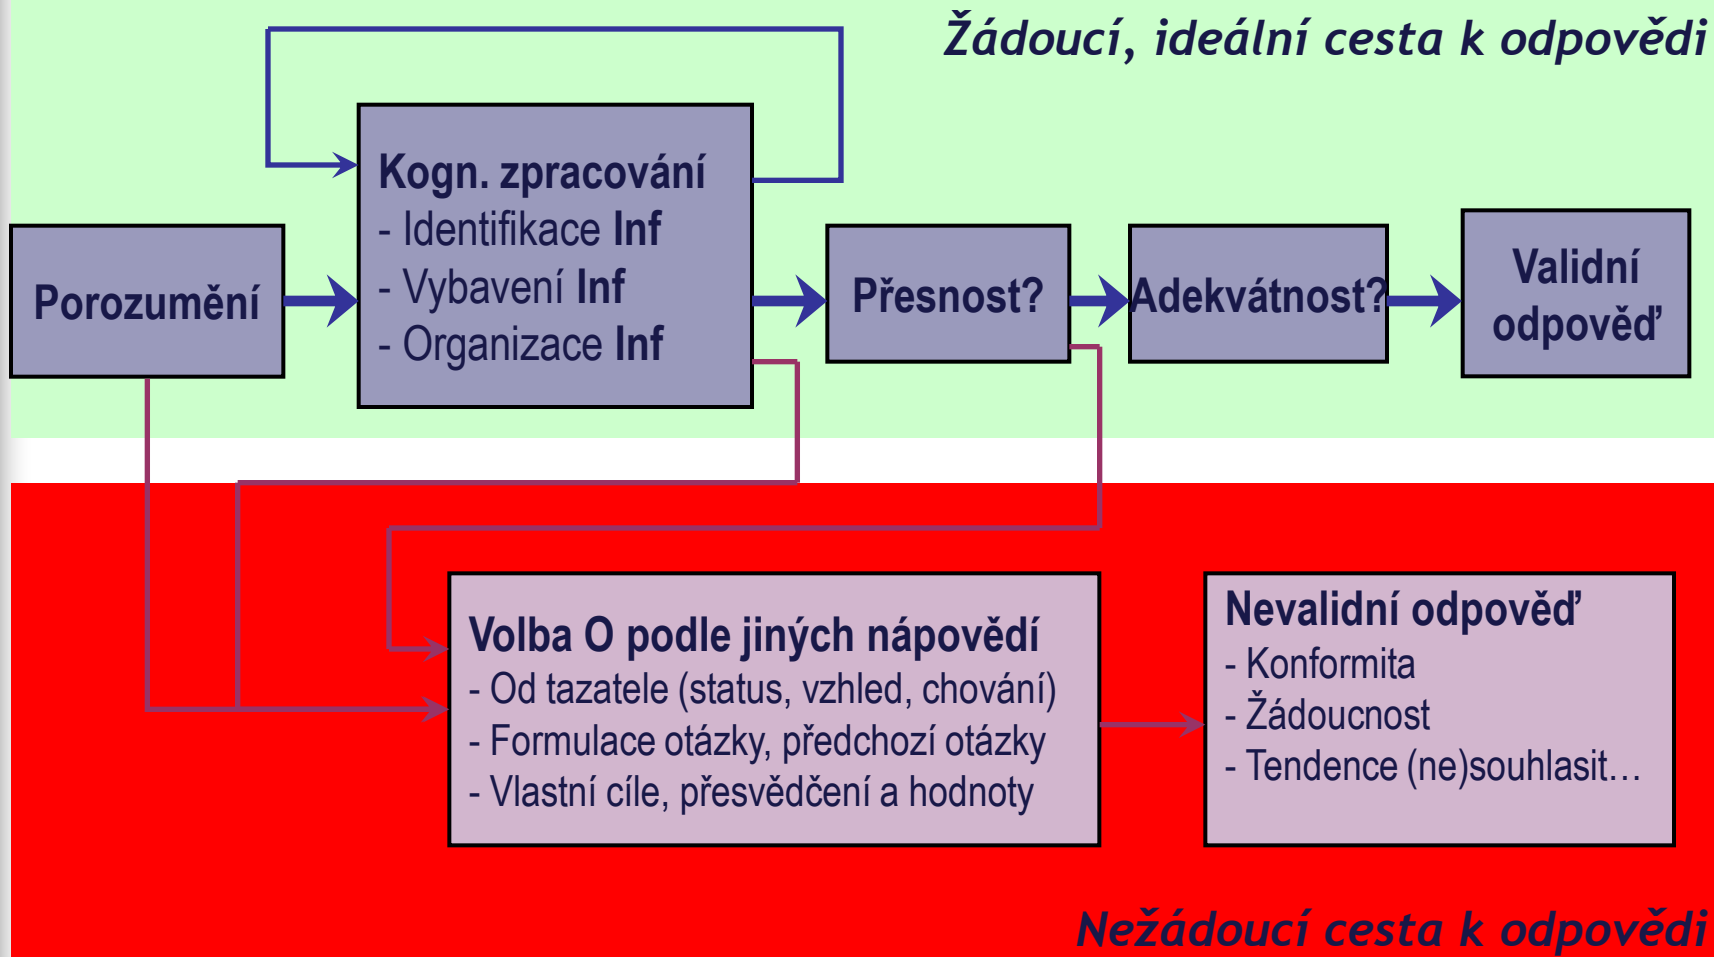 Žádoucí, ideální cesta k odpovědi
Porozumění
Kogn. zpracování
- Identifikace Inf
- Vybavení Inf
- Organizace Inf
Přesnost?
Adekvátnost?
Validní
odpověď
Volba O podle jiných nápovědí
- Od tazatele (status, vzhled, chování)
- Formulace otázky, předchozí otázky
- Vlastní cíle, přesvědčení a hodnoty
Nevalidní odpověď
- Konformita
- Žádoucnost
- Tendence (ne)souhlasit…
Nežádoucí cesta k odpovědi